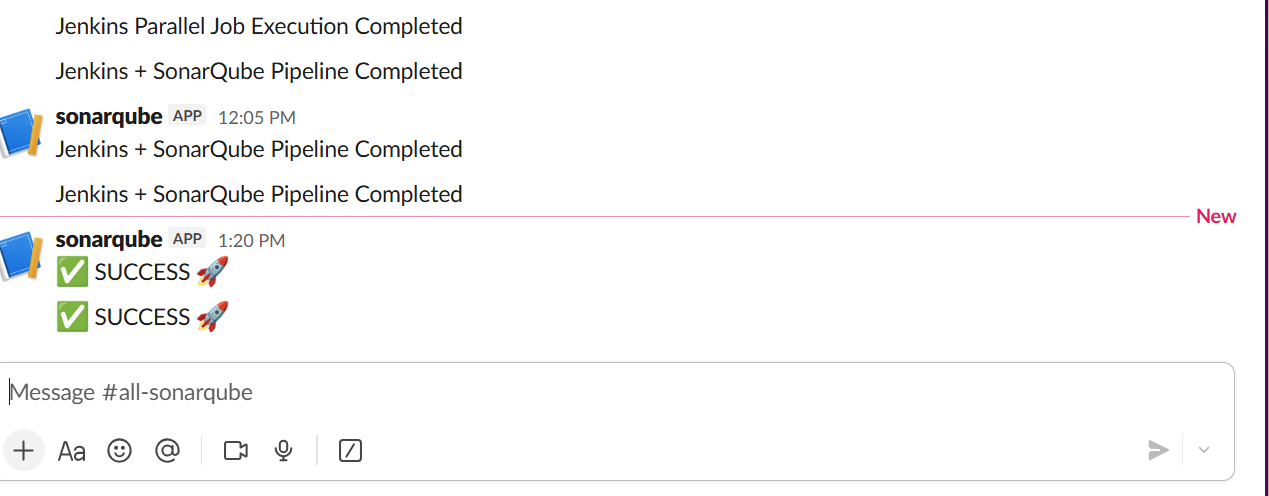 Jenkins Parallel Job Execution Completed
Jenkins + SonarQube Pipeline Completed
sonarqube APP 12:05 PM
Jenkins + SonarQube Pipeline Completed
Jenkins + SonarQube Pipeline Completed
New
sonarqube APP 1:20 PM
✅ SUCCESS 🚀
✅ SUCCESS 🚀
Message #all-sonarqube
Aa